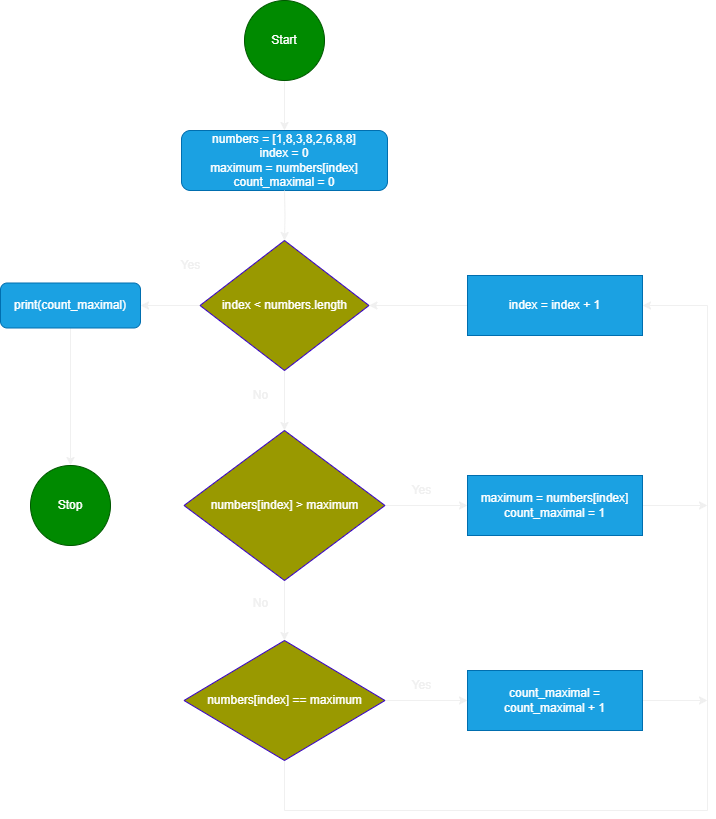 Start
numbers = [1,8,3,8,2,6,8,8]
index = 0
maximum = numbers[index]
count_maximal = 0
Yes
print(count_maximal)
index < numbers.length
index = index + 1
No
Stop
numbers[index] > maximum
Yes
maximum = numbers[index]
count_maximal = 1
No
numbers[index] == maximum
Yes
count_maximal =
count_maximal + 1